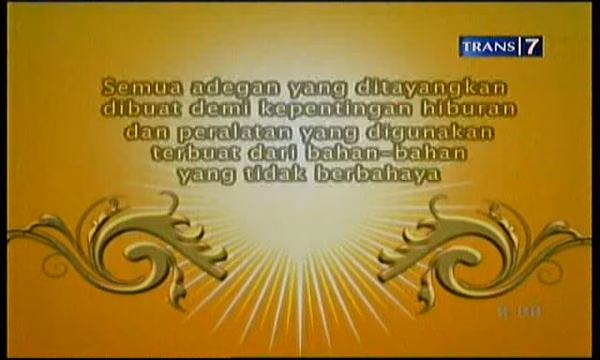 TRANS 7
Semua adegan yang ditayangkan
dibuat demi kepentingan hiburan
dan peralatan yang digunakan
terbuat dari bahan-bahan
yang tidak berbahaya